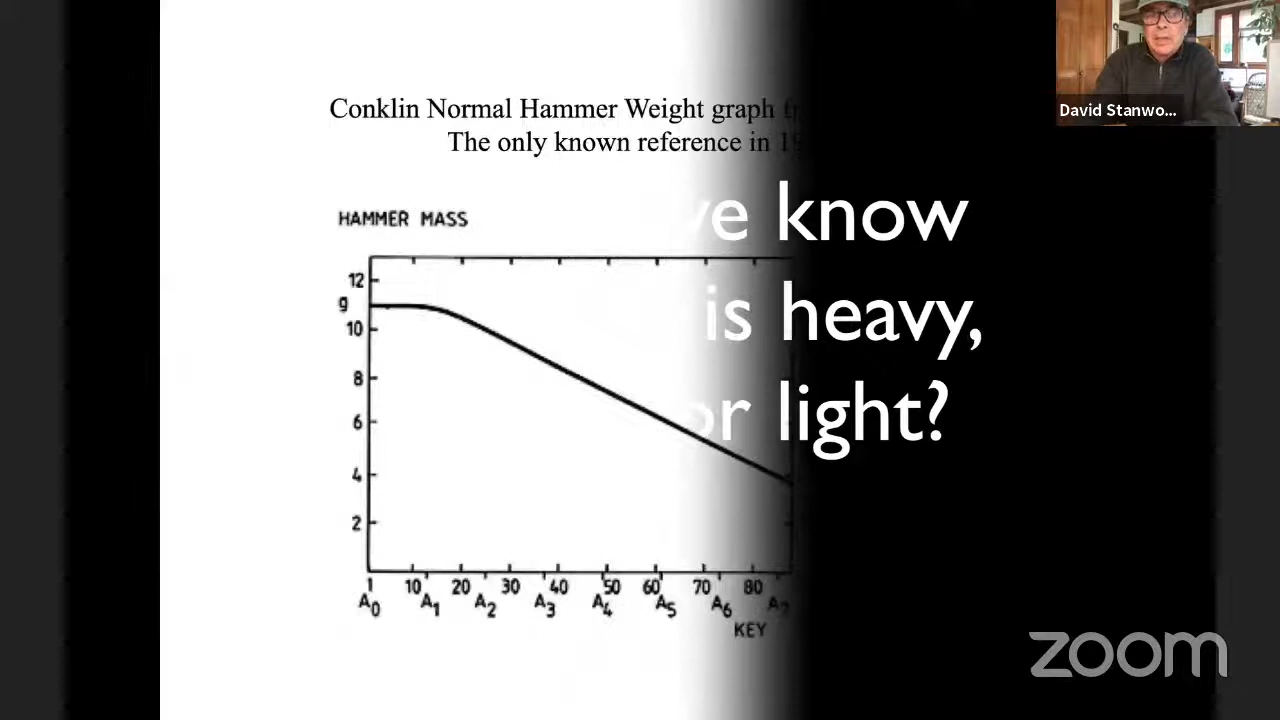 Conklin Normal Hammer Weight graph
The only known reference in
HAMMER MASS
12
g
10
8
6
4
2
1 10 20 30 40 50 60 70 80
A0 A1 A2 A3 A4 A5 A6
KEY
know
is heavy,
or light?
David Stanwo...
zoom